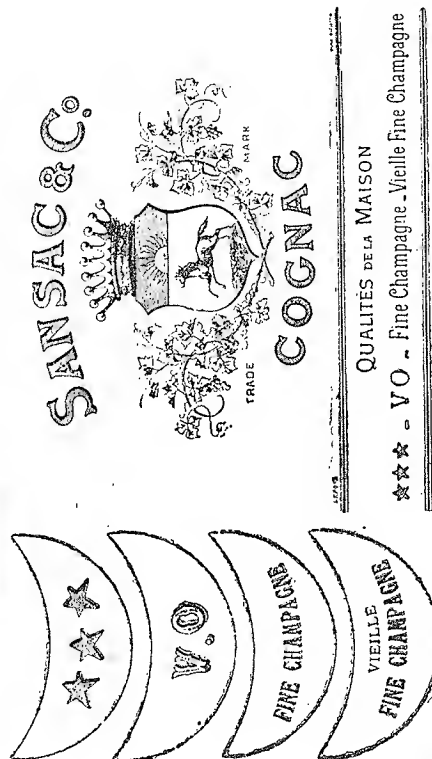 SANSAC & Co.
TRADE MARK
COGNAC
QUALITÉS DE LA MAISON
★★★ - VO - Fine Champagne - Vieille Fine Champagne
★★★
V.O
FINE CHAMPAGNE
VIEILLE
FINE CHAMPAGNE